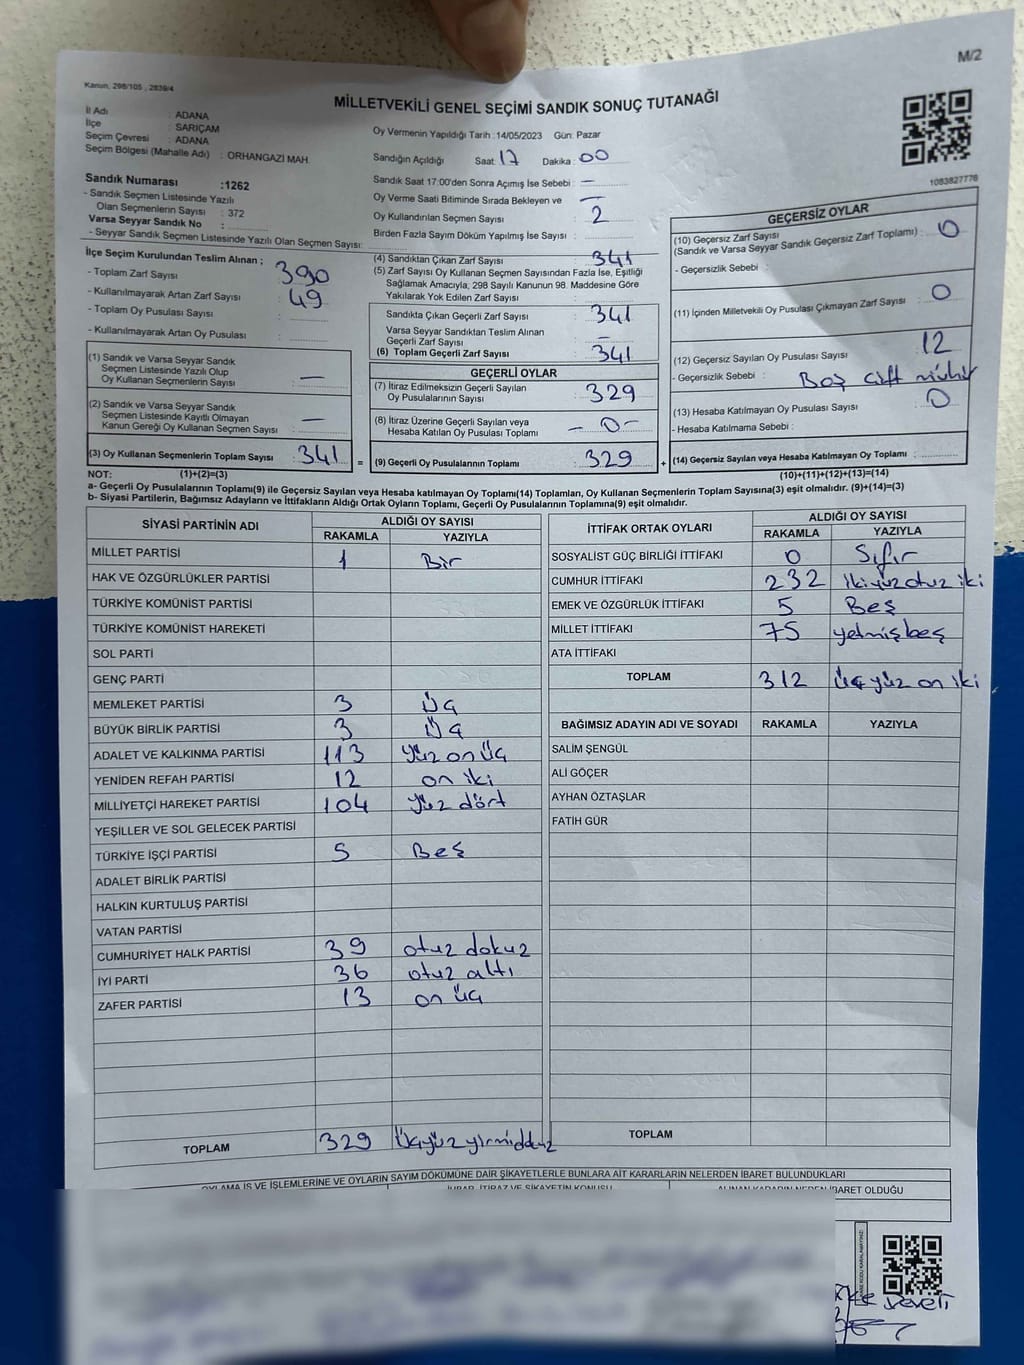 M/2
Kanun, 298/105 , 2839/4
MİLLETVEKİLİ GENEL SEÇİMİ SANDIK SONUÇ TUTANAĞI
İl Adı : ADANA
İlçe : SARIÇAM
Seçim Çevresi : ADANA
Seçim Bölgesi (Mahalle Adı) : ORHANGAZİ MAH.
Sandık Numarası :1262
- Sandık Seçmen Listesinde Yazılı
Olan Seçmenlerin Sayısı : 372
Varsa Seyyar Sandık No :
- Seyyar Sandık Seçmen Listesinde Yazılı Olan Seçmen Sayısı:
Oy Vermenin Yapıldığı Tarih :14/05/2023 Gün: Pazar
Sandığın Açıldığı Saat 17 Dakika : 00
Sandık Saat 17:00'den Sonra Açımış İse Sebebi : —
Oy Verme Saati Bitiminde Sırada Bekleyen ve —
Oy Kullandırılan Seçmen Sayısı : 2
Birden Fazla Sayım Döküm Yapılmış İse Sayısı :
1083827776
İlçe Seçim Kurulundan Teslim Alınan ;
- Toplam Zarf Sayısı : 390
- Kullanılmayarak Artan Zarf Sayısı : 49
- Toplam Oy Pusulası Sayısı :
- Kullanılmayarak Artan Oy Pusulası :
(1) Sandık ve Varsa Seyyar Sandık
Seçmen Listesinde Yazılı Olup
Oy Kullanan Seçmenlerin Sayısı : —
(2) Sandık ve Varsa Seyyar Sandık
Seçmen Listesinde Kayıtlı Olmayan
Kanun Gereği Oy Kullanan Seçmen Sayısı : —
(3) Oy Kullanan Seçmenlerin Toplam Sayısı : 341
(4) Sandıktan Çıkan Zarf Sayısı : 341
(5) Zarf Sayısı Oy Kullanan Seçmen Sayısından Fazla İse, Eşitliği
Sağlamak Amacıyla, 298 Sayılı Kanunun 98. Maddesine Göre
Yakılarak Yok Edilen Zarf Sayısı :
Sandıkta Çıkan Geçerli Zarf Sayısı : 341
Varsa Seyyar Sandıktan Teslim Alınan
Geçerli Zarf Sayısı : —
(6) Toplam Geçerli Zarf Sayısı : 341
GEÇERLİ OYLAR
(7) İtiraz Edilmeksizin Geçerli Sayılan
Oy Pusulalarının Sayısı : 329
(8) İtiraz Üzerine Geçerli Sayılan veya
Hesaba Katılan Oy Pusulası Toplamı : -0-
= (9) Geçerli Oy Pusulalarının Toplamı : 329 +
GEÇERSİZ OYLAR
(10) Geçersiz Zarf Sayısı
(Sandık ve Varsa Seyyar Sandık Geçersiz Zarf Toplamı) : 0
- Geçersizlik Sebebi :
(11) İçinden Milletvekili Oy Pusulası Çıkmayan Zarf Sayısı : 0
(12) Geçersiz Sayılan Oy Pusulası Sayısı : 12
- Geçersizlik Sebebi : Boş çift mühür
(13) Hesaba Katılmayan Oy Pusulası Sayısı : 0
- Hesaba Katılmama Sebebi :
(14) Geçersiz Sayılan veya Hesaba Katılmayan Oy Toplamı :
NOT: (1)+(2)=(3) (10)+(11)+(12)+(13)=(14)
a- Geçerli Oy Pusulalarının Toplamı(9) ile Geçersiz Sayılan veya Hesaba katılmayan Oy Toplamı(14) Toplamları, Oy Kullanan Seçmenlerin Toplam Sayısına(3) eşit olmalıdır. (9)+(14)=(3)
b- Siyasi Partilerin, Bağımsız Adayların ve İttifakların Aldığı Ortak Oyların Toplamı, Geçerli Oy Pusulalarının Toplamına(9) eşit olmalıdır.
SİYASİ PARTİNİN ADI ALDIĞI OY SAYISI
RAKAMLA YAZIYLA
MİLLET PARTİSİ 1 Bir
HAK VE ÖZGÜRLÜKLER PARTİSİ
TÜRKİYE KOMÜNİST PARTİSİ
TÜRKİYE KOMÜNİST HAREKETİ
SOL PARTİ
GENÇ PARTİ
MEMLEKET PARTİSİ 3 Üç
BÜYÜK BİRLİK PARTİSİ 3 Üç
ADALET VE KALKINMA PARTİSİ 113 Yüz on üç
YENİDEN REFAH PARTİSİ 12 on iki
MİLLİYETÇİ HAREKET PARTİSİ 104 Yüz dört
YEŞİLLER VE SOL GELECEK PARTİSİ
TÜRKİYE İŞÇİ PARTİSİ 5 Beş
ADALET BİRLİK PARTİSİ
HALKIN KURTULUŞ PARTİSİ
VATAN PARTİSİ
CUMHURİYET HALK PARTİSİ 39 otuz dokuz
İYİ PARTİ 36 otuz altı
ZAFER PARTİSİ 13 on üç
TOPLAM 329 Üçyüzyirmidokuz
İTTİFAK ORTAK OYLARI ALDIĞI OY SAYISI
RAKAMLA YAZIYLA
SOSYALİST GÜÇ BİRLİĞİ İTTİFAKI 0 Sıfır
CUMHUR İTTİFAKI 232 ikiyüz otuz iki
EMEK VE ÖZGÜRLÜK İTTİFAKI 5 Beş
MİLLET İTTİFAKI 75 yetmişbeş
ATA İTTİFAKI
TOPLAM 312 Üçyüz on iki
BAĞIMSIZ ADAYIN ADI VE SOYADI RAKAMLA YAZIYLA
SALİM ŞENGÜL
ALİ GÖÇER
AYHAN ÖZTAŞLAR
FATİH GÜR
TOPLAM
OYLAMA İŞ VE İŞLEMLERİNE VE OYLARIN SAYIM DÖKÜMÜNE DAİR ŞİKAYETLERLE BUNLARA AİT KARARLARIN NELERDEN İBARET BULUNDUKLARI
İHBAR, İTİRAZ VE ŞİKAYETİN KONUSU ALINAN KARARIN NEDEN İBARET OLDUĞU